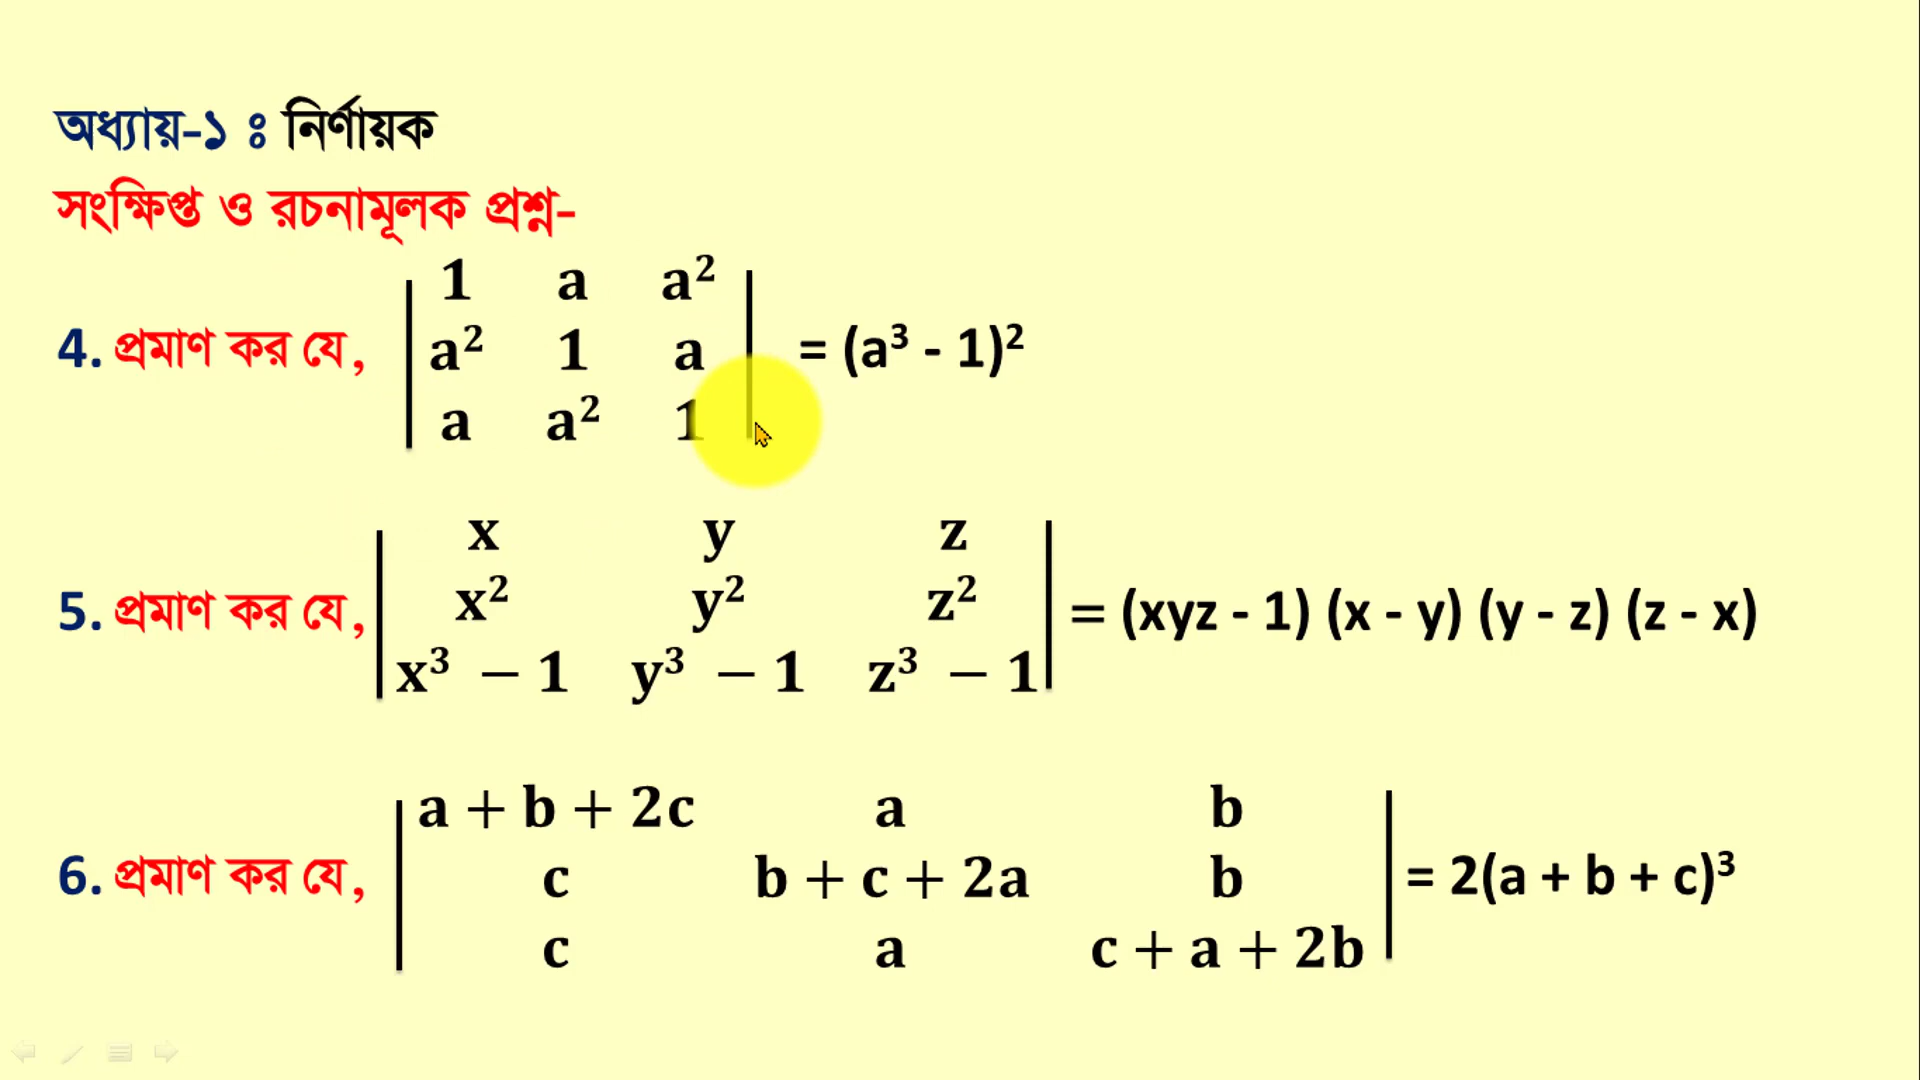 অধ্যায়-১ ঃ নির্ণায়ক
সংক্ষিপ্ত ও রচনামূলক প্রশ্ন-
4. প্রমাণ কর যে, | 1 a a² |
| a² 1 a | = (a³ - 1)²
| a a² 1 |
5. প্রমাণ কর যে, | x y z |
| x² y² z² | = (xyz - 1) (x - y) (y - z) (z - x)
| x³ − 1 y³ − 1 z³ − 1 |
6. প্রমাণ কর যে, | a + b + 2c a b |
| c b + c + 2a b | = 2(a + b + c)³
| c a c + a + 2b |